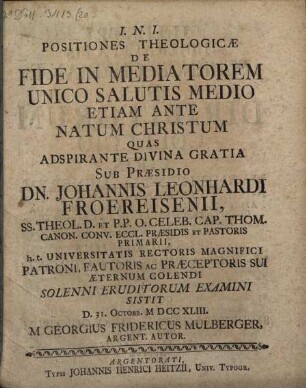 I. N. I.
POSITIONES THEOLOGICÆ
DE
FIDE IN MEDIATOREM
UNICO SALUTIS MEDIO
ETIAM ANTE
NATUM CHRISTUM
QUAS
ADSPIRANTE DIVINA GRATIA
SUB PRÆSIDIO
DN. JOHANNIS LEONHARDI
FROEREISENII,
SS. THEOL. D. ET P.P. O. CELEB. CAP. THOM.
CANON. CONV. ECCL. PRÆSIDIS ET PASTORIS
PRIMARII,
h. t. UNIVERSITATIS RECTORIS MAGNIFICI
PATRONI, FAUTORIS AC PRÆCEPTORIS SUI
ÆTERNUM COLENDI
SOLENNI ERUDITORUM EXAMINI
SISTIT
D. 31. OCTOBR. M DCC XLIII.
M GEORGIUS FRIDERICUS MULBERGER,
ARGENT. AUTOR.
ARGENTORATI,
TYPIS JOHANNIS HENRICI HEITZII, UNIV. TYPOGR.